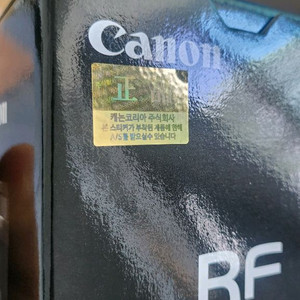 Canon
正
캐논코리아 주식회사
본 스티커가 부착된 제품에 한해
A/S를 받으실수 있습니다
RF